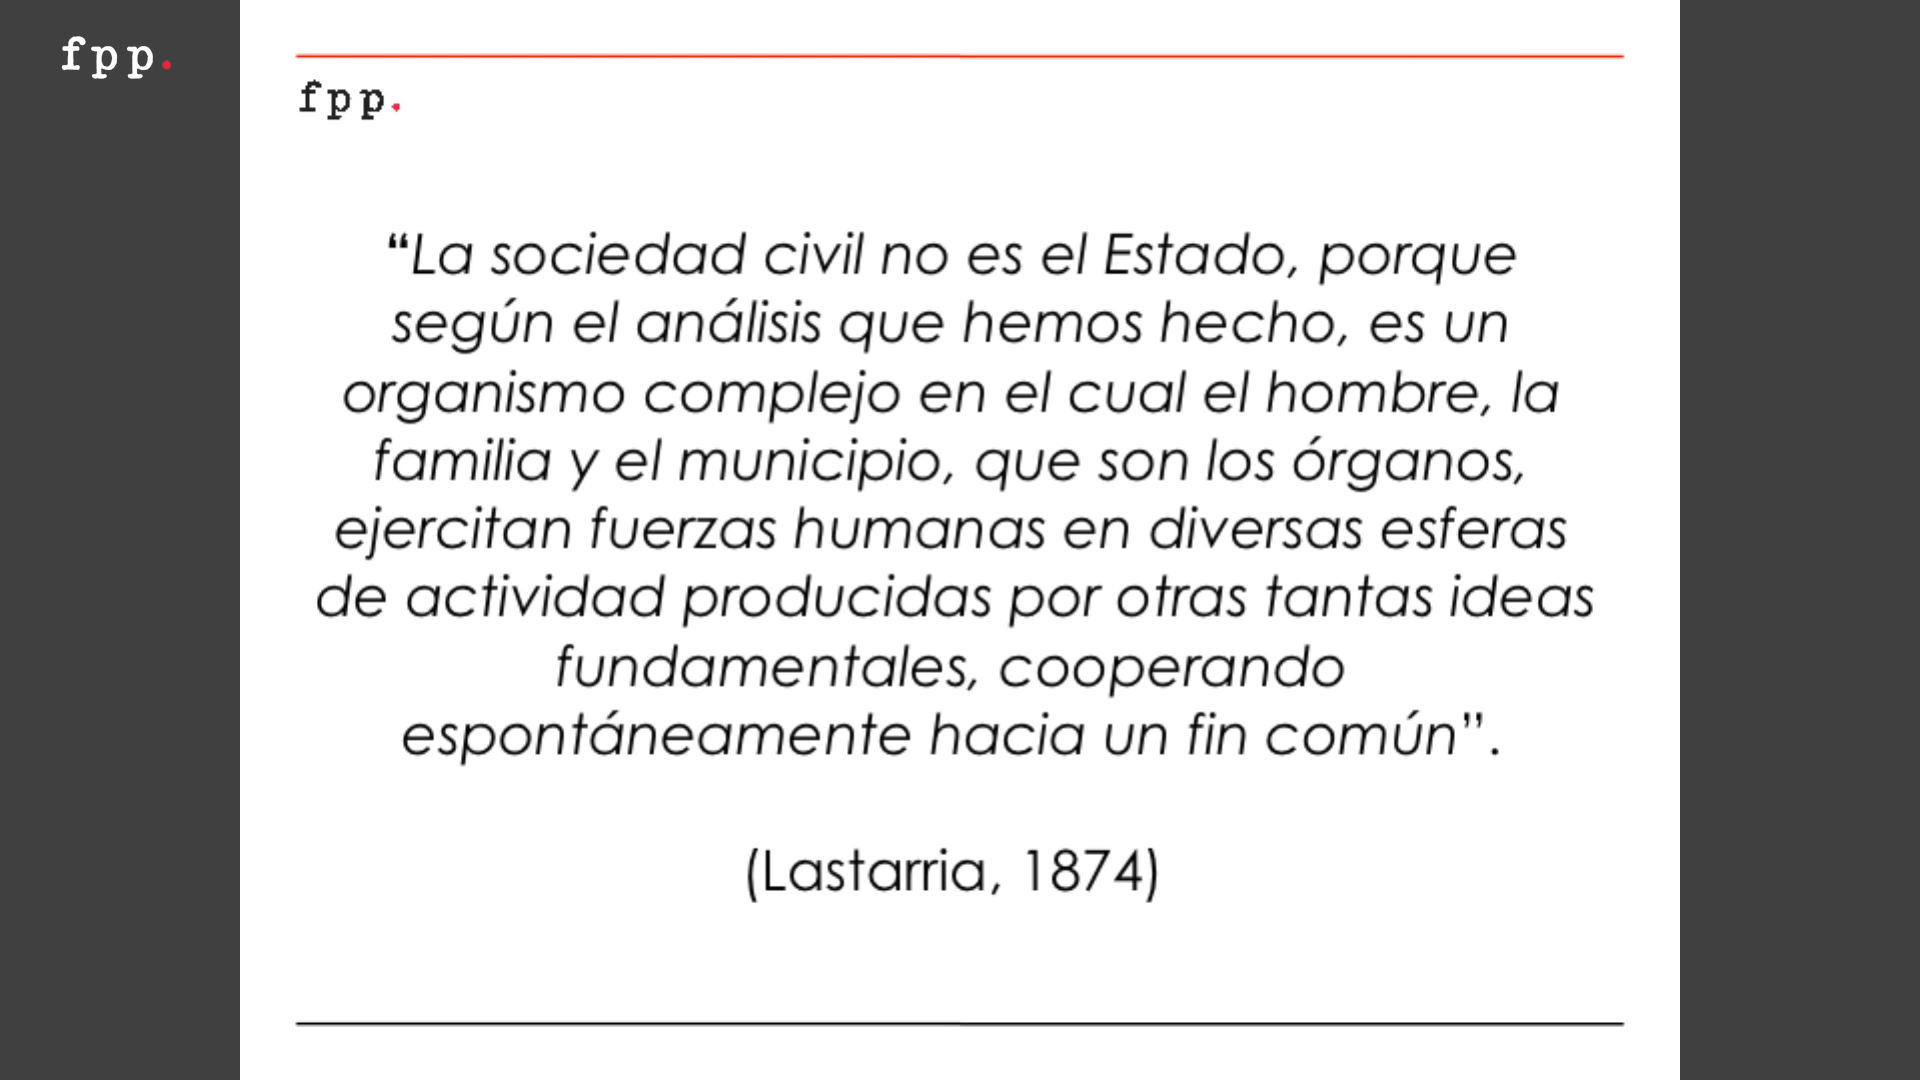 fpp.
fpp.
“La sociedad civil no es el Estado, porque
según el análisis que hemos hecho, es un
organismo complejo en el cual el hombre, la
familia y el municipio, que son los órganos,
ejercitan fuerzas humanas en diversas esferas
de actividad producidas por otras tantas ideas
fundamentales, cooperando
espontáneamente hacia un fin común”.
(Lastarria, 1874)